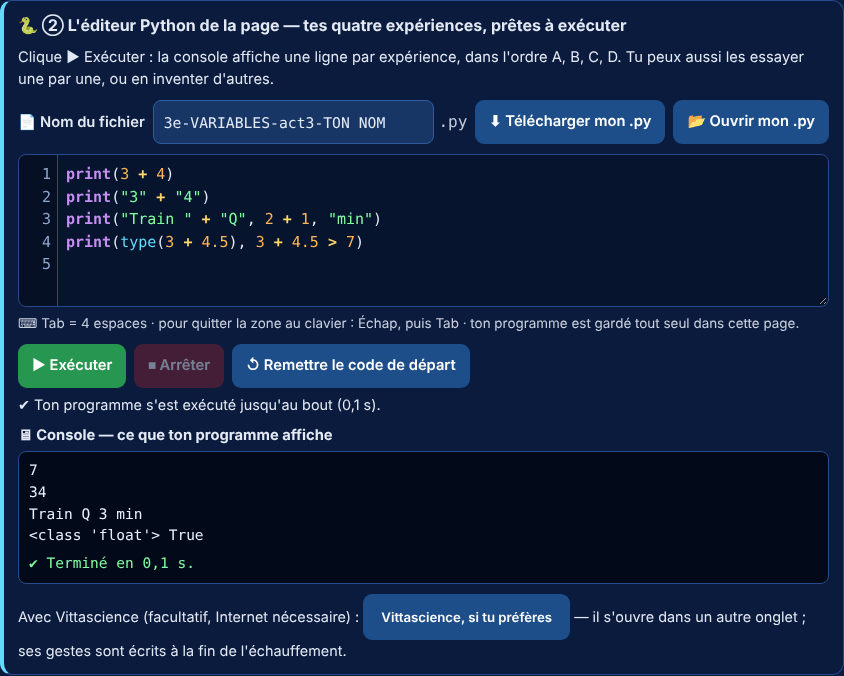 🐍 ② L'éditeur Python de la page — tes quatre expériences, prêtes à exécuter
Clique ▶ Exécuter : la console affiche une ligne par expérience, dans l'ordre A, B, C, D. Tu peux aussi les essayer
une par une, ou en inventer d'autres.
📄 Nom du fichier 3e-VARIABLES-act3-TON NOM .py ⬇ Télécharger mon .py 📂 Ouvrir mon .py
1 print(3 + 4)
2 print("3" + "4")
3 print("Train " + "Q", 2 + 1, "min")
4 print(type(3 + 4.5), 3 + 4.5 > 7)
5
⌨ Tab = 4 espaces · pour quitter la zone au clavier : Échap, puis Tab · ton programme est gardé tout seul dans cette page.
▶ Exécuter ■ Arrêter ↺ Remettre le code de départ
✔ Ton programme s'est exécuté jusqu'au bout (0,1 s).
🖥 Console — ce que ton programme affiche
7
34
Train Q 3 min
<class 'float'> True
✔ Terminé en 0,1 s.
Avec Vittascience (facultatif, Internet nécessaire) : Vittascience, si tu préfères — il s'ouvre dans un autre onglet ;
ses gestes sont écrits à la fin de l'échauffement.